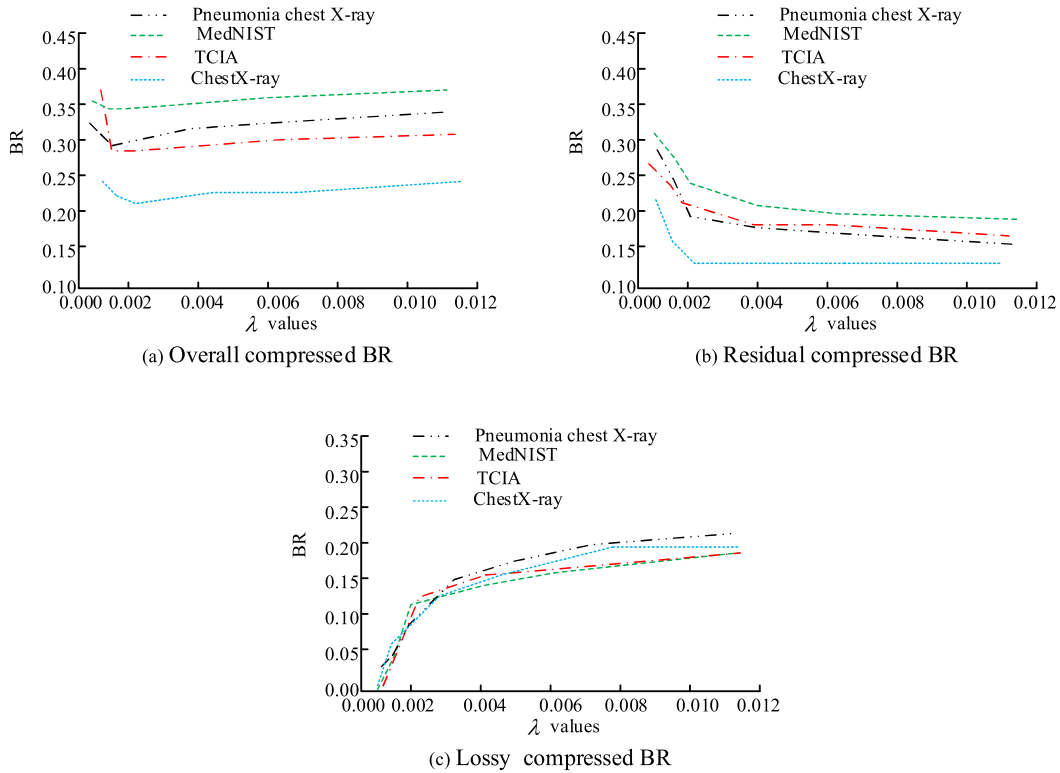 Pneumonia chest X-ray
MedNIST
TCIA
ChestX-ray
0.45
0.40
0.35
0.30
0.25
0.20
0.15
0.10
BR
0.000 0.002 0.004 0.006 0.008 0.010 0.012
λ values
(a) Overall compressed BR
Pneumonia chest X-ray
MedNIST
TCIA
ChestX-ray
0.45
0.40
0.35
0.30
0.25
0.20
0.15
0.10
BR
0.000 0.002 0.004 0.006 0.008 0.010 0.012
λ values
(b) Residual compressed BR
Pneumonia chest X-ray
MedNIST
TCIA
ChestX-ray
0.35
0.30
0.25
0.20
0.15
0.10
0.05
0.00
BR
0.000 0.002 0.004 0.006 0.008 0.010 0.012
λ values
(c) Lossy compressed BR